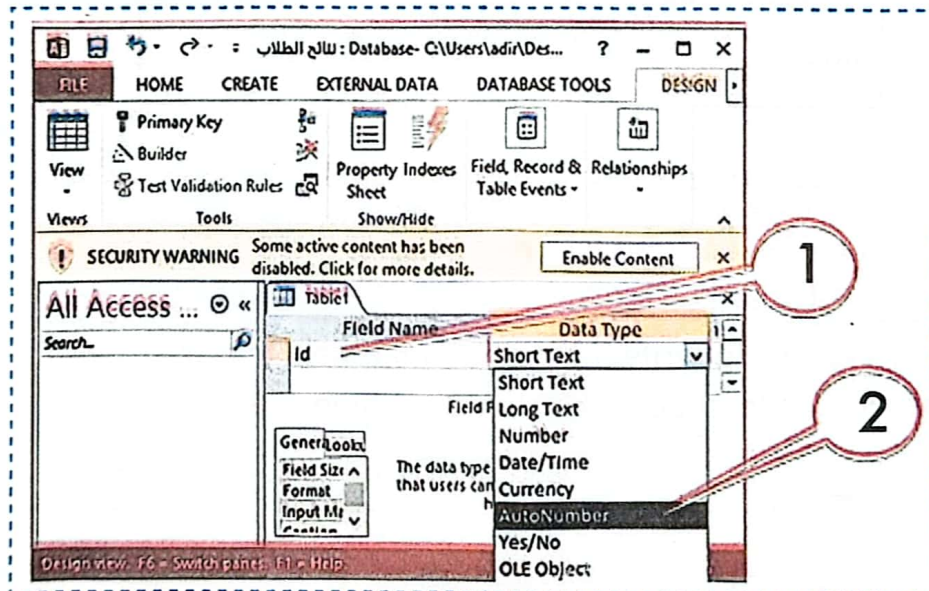 نتائج الطلاب : Database- C:\Users\adir\Des... ? – □ ×
FILE HOME CREATE EXTERNAL DATA DATABASE TOOLS DESIGN
View
Views
Primary Key
Builder
Test Validation Rules
Tools
Property Sheet
Indexes
Show/Hide
Field, Record & Table Events
Relationships
SECURITY WARNING
Some active content has been
disabled. Click for more details.
Enable Content
1
All Access ...
Search..
Table1
Field Name Data Type
Id Short Text
Short Text
Long Text
Number
Date/Time
Currency
AutoNumber
Yes/No
OLE Object
2
Field
General
Field Size
Format
The data type
that users can
Design view. F6 = Switch panes. F1 = Help.